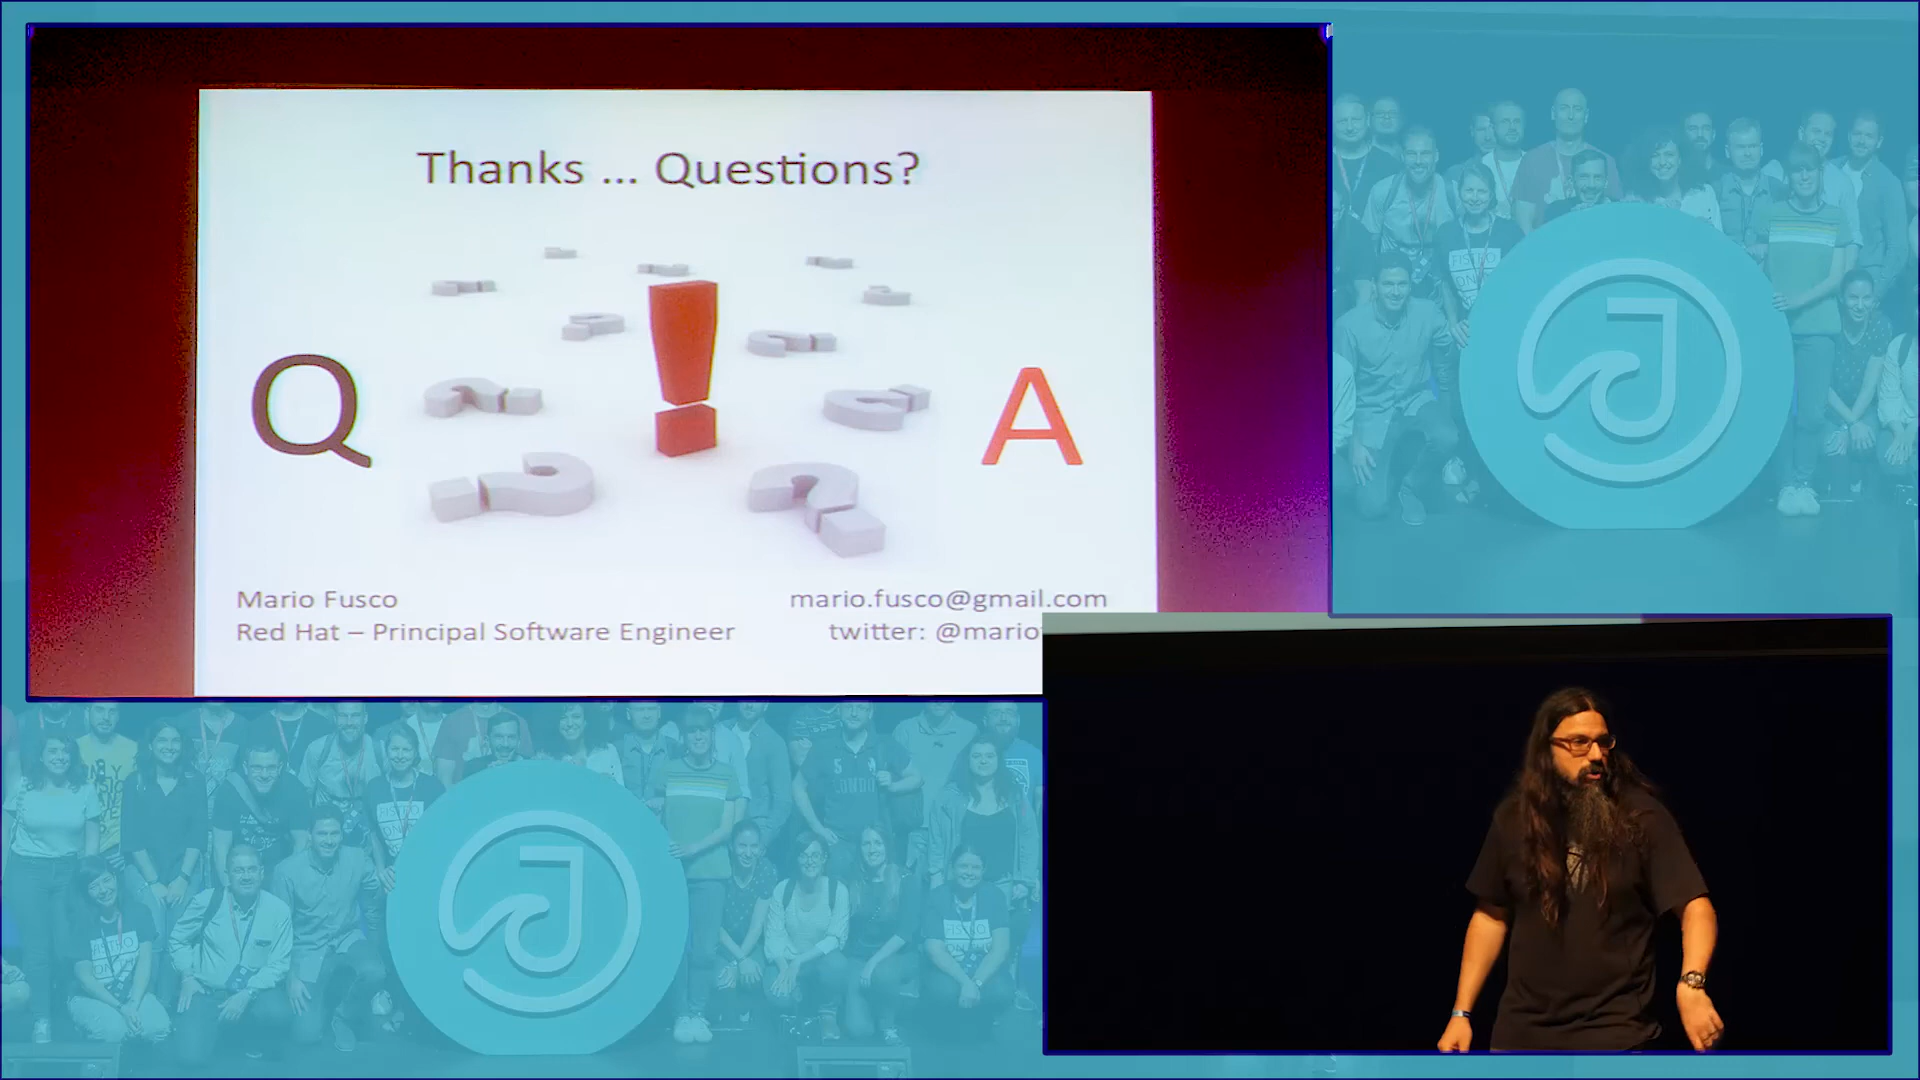 Thanks ... Questions?
Q
A
Mario Fusco
mario.fusco@gmail.com
Red Hat – Principal Software Engineer
twitter: @mario